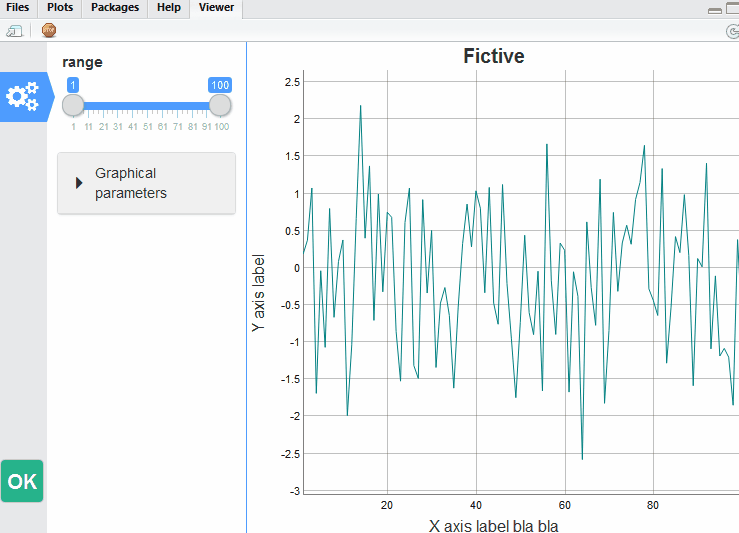 Files Plots Packages Help Viewer
STOP
range
1 100
1 11 21 31 41 51 61 71 81 91 100
Graphical
parameters
OK
Fictive
2.5
2
1.5
1
0.5
0
-0.5
-1
-1.5
-2
-2.5
-3
Y axis label
20 40 60 80
X axis label bla bla